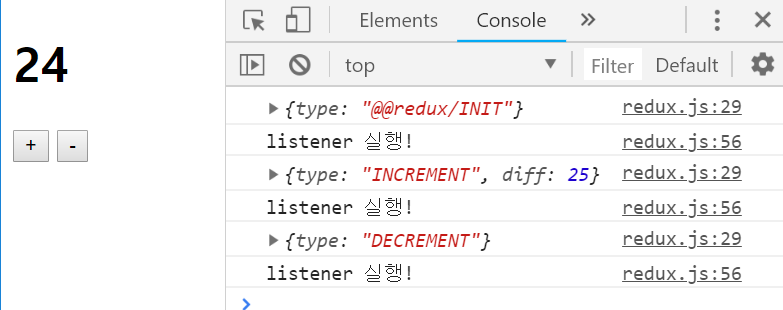 24
+ -
Elements Console »
top Filter Default
▶ {type: "@@redux/INIT"} redux.js:29
listener 실행! redux.js:56
▶ {type: "INCREMENT", diff: 25} redux.js:29
listener 실행! redux.js:56
▶ {type: "DECREMENT"} redux.js:29
listener 실행! redux.js:56